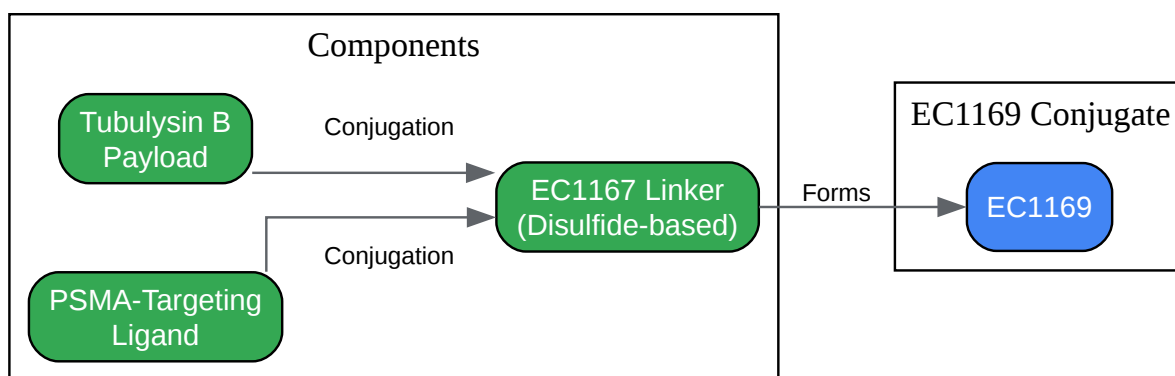 Components
Tubulysin B
Payload
Conjugation
EC1167 Linker
(Disulfide-based)
Conjugation
PSMA-Targeting
Ligand
Forms
EC1169 Conjugate
EC1169